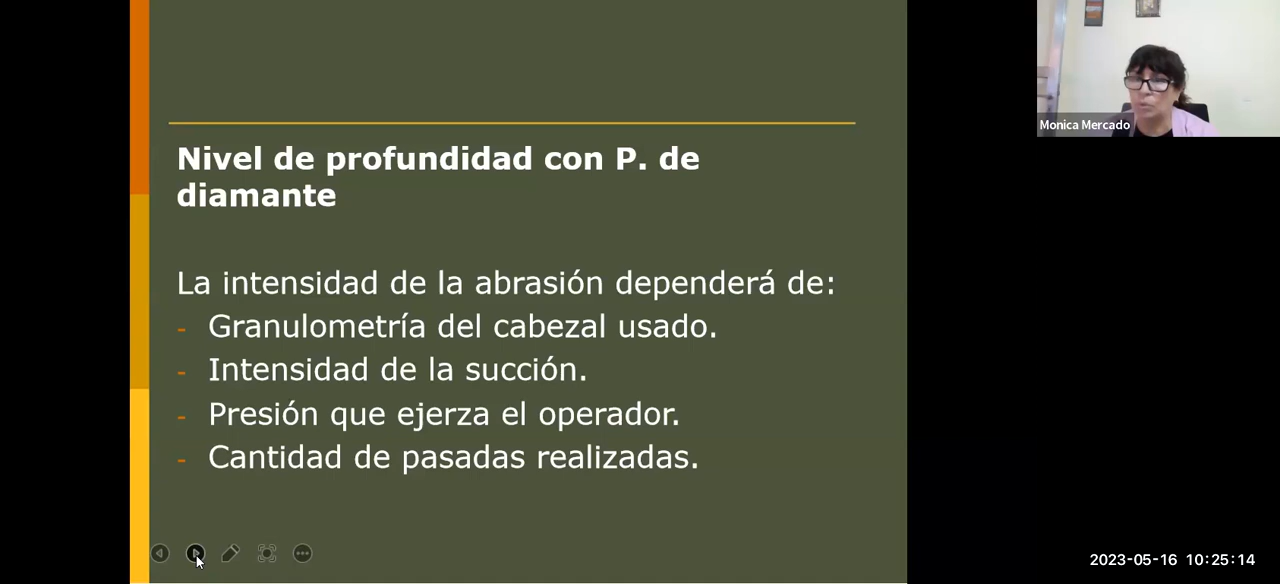 Nivel de profundidad con P. de
diamante
La intensidad de la abrasión dependerá de:
- Granulometría del cabezal usado.
- Intensidad de la succión.
- Presión que ejerza el operador.
- Cantidad de pasadas realizadas.
Monica Mercado
2023-05-16 10:25:14